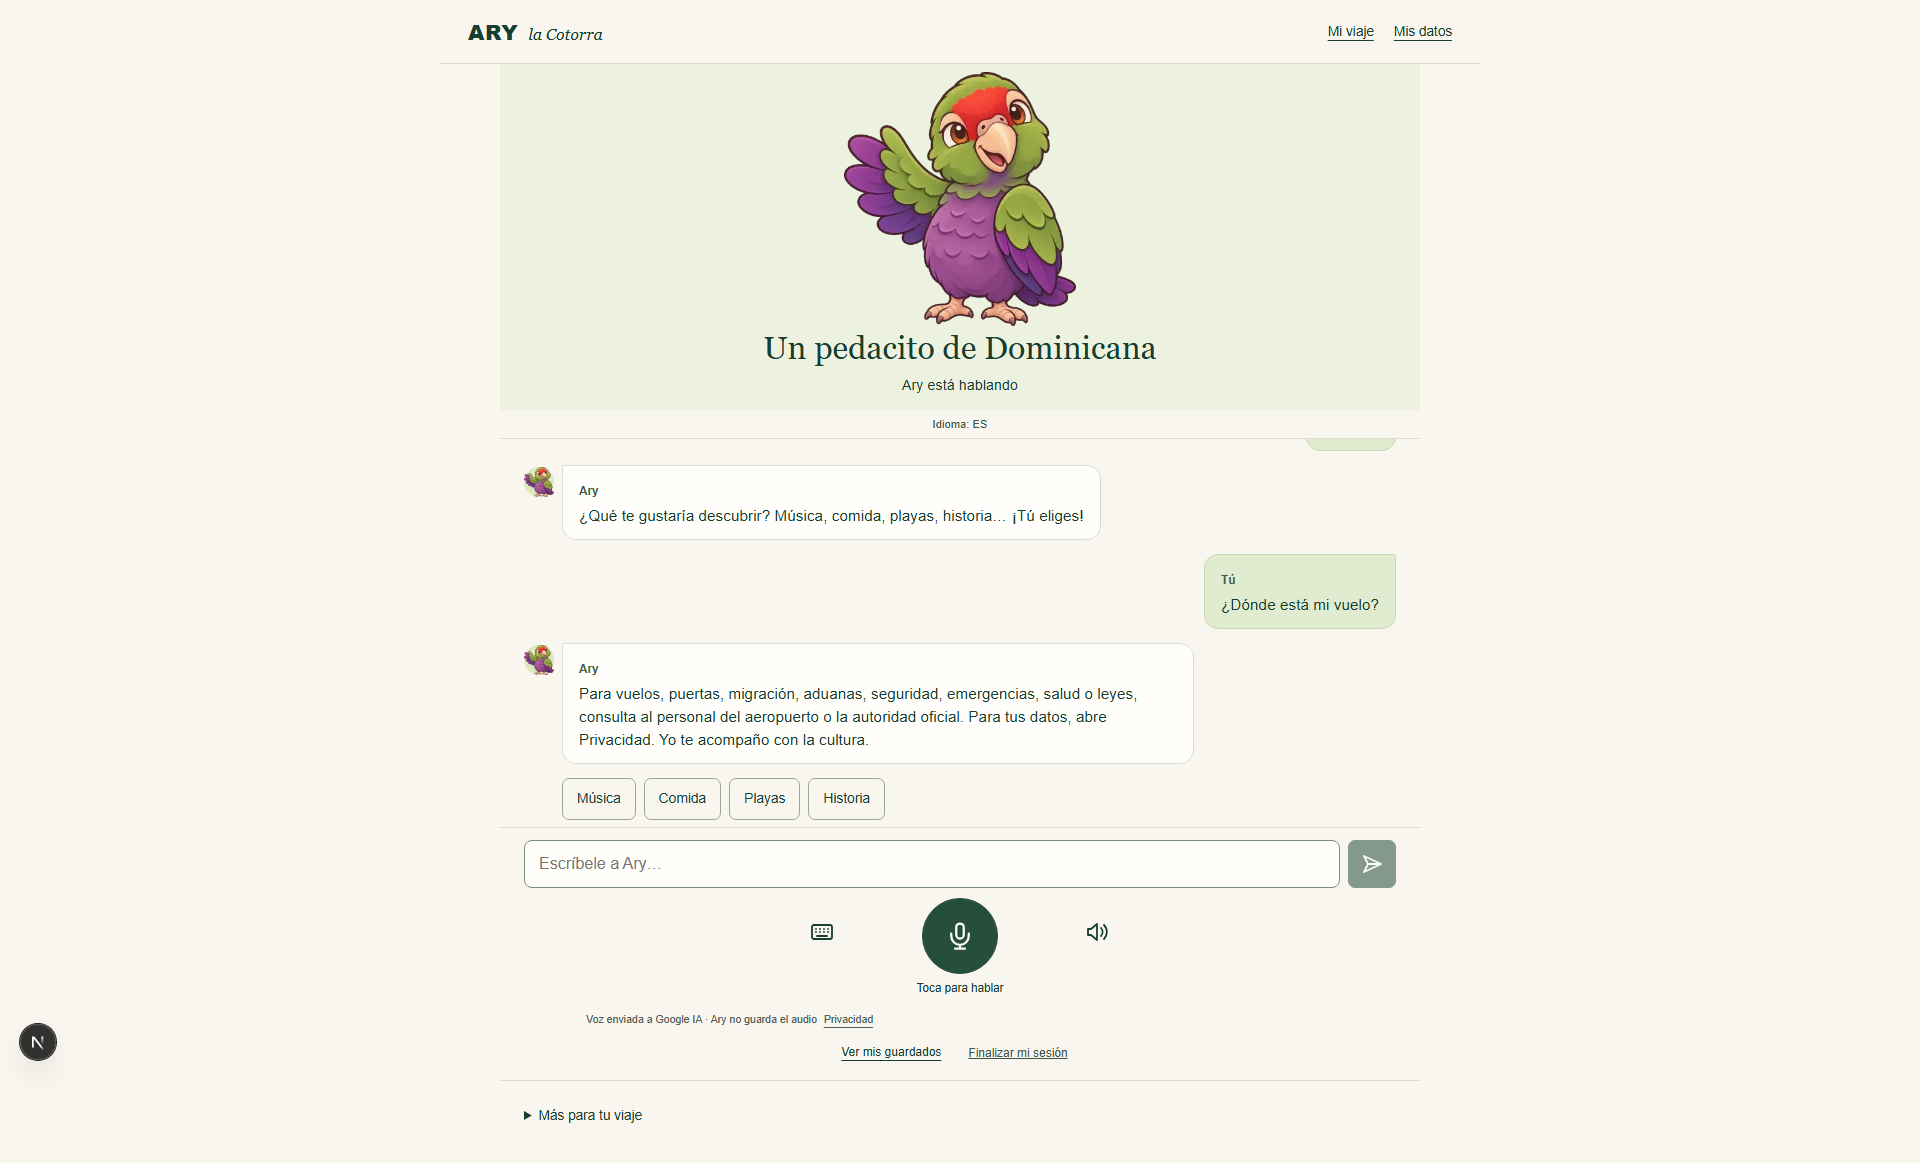 ARY la Cotorra
Mi viaje Mis datos
Un pedacito de Dominicana
Ary está hablando
Idioma: ES
Ary
¿Qué te gustaría descubrir? Música, comida, playas, historia… ¡Tú eliges!
Tú
¿Dónde está mi vuelo?
Ary
Para vuelos, puertas, migración, aduanas, seguridad, emergencias, salud o leyes,
consulta al personal del aeropuerto o la autoridad oficial. Para tus datos, abre
Privacidad. Yo te acompaño con la cultura.
Música Comida Playas Historia
Escríbele a Ary…
Toca para hablar
Voz enviada a Google IA · Ary no guarda el audio Privacidad
N
Ver mis guardados Finalizar mi sesión
Más para tu viaje